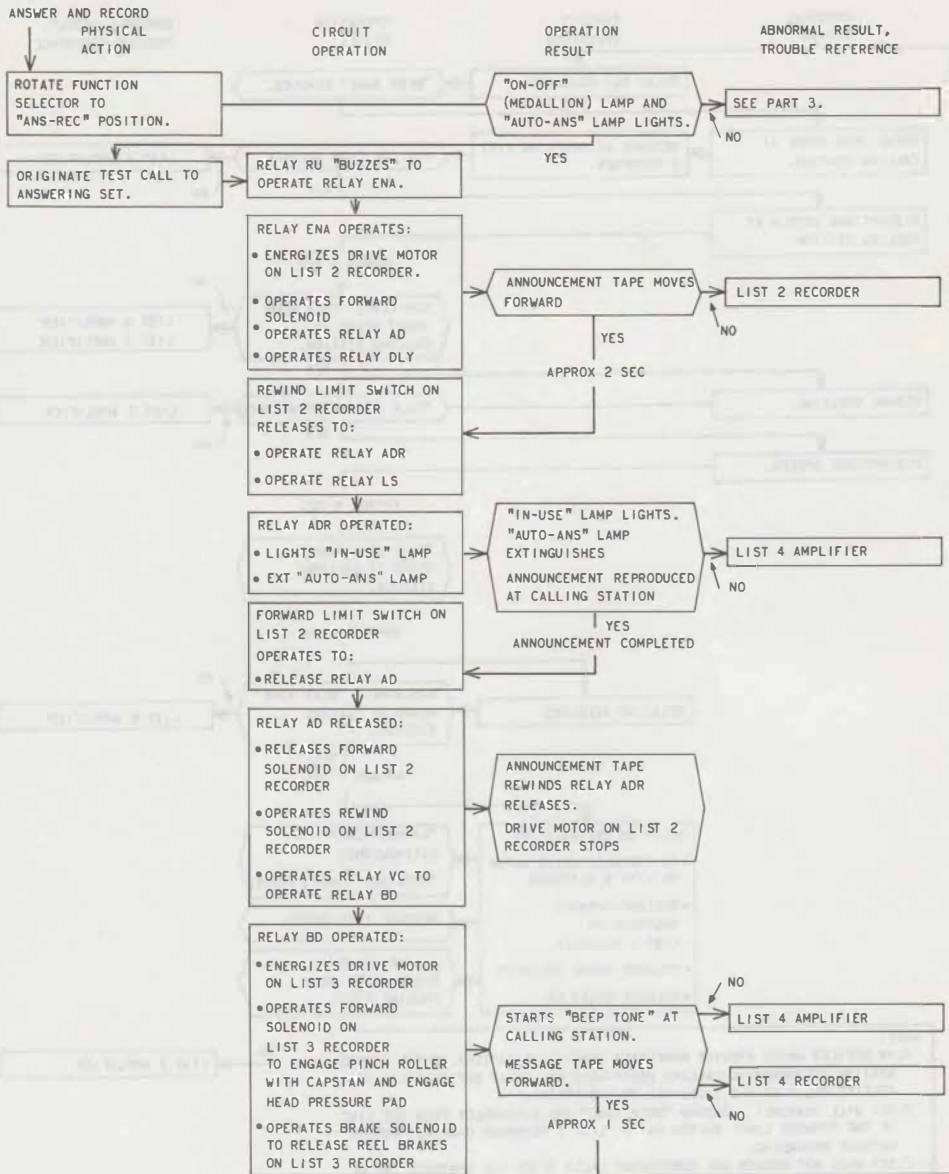 ANSWER AND RECORD
PHYSICAL
ACTION
CIRCUIT
OPERATION
OPERATION
RESULT
ABNORMAL RESULT,
TROUBLE REFERENCE
ROTATE FUNCTION
SELECTOR TO
"ANS-REC" POSITION.
"ON-OFF"
(MEDALLION) LAMP AND
"AUTO-ANS" LAMP LIGHTS.
SEE PART 3.
NO
YES
ORIGINATE TEST CALL TO
ANSWERING SET.
RELAY RU "BUZZES" TO
OPERATE RELAY ENA.
RELAY ENA OPERATES:
• ENERGIZES DRIVE MOTOR
ON LIST 2 RECORDER.
• OPERATES FORWARD
SOLENOID
• OPERATES RELAY AD
• OPERATES RELAY DLY
ANNOUNCEMENT TAPE MOVES
FORWARD
LIST 2 RECORDER
NO
YES
APPROX 2 SEC
REWIND LIMIT SWITCH ON
LIST 2 RECORDER
RELEASES TO:
• OPERATE RELAY ADR
• OPERATE RELAY LS
RELAY ADR OPERATED:
• LIGHTS "IN-USE" LAMP
• EXT "AUTO-ANS" LAMP
"IN-USE" LAMP LIGHTS.
"AUTO-ANS" LAMP
EXTINGUISHES
ANNOUNCEMENT REPRODUCED
AT CALLING STATION
LIST 4 AMPLIFIER
NO
YES
ANNOUNCEMENT COMPLETED
FORWARD LIMIT SWITCH ON
LIST 2 RECORDER
OPERATES TO:
• RELEASE RELAY AD
RELAY AD RELEASED:
• RELEASES FORWARD
SOLENOID ON LIST 2
RECORDER
• OPERATES REWIND
SOLENOID ON LIST 2
RECORDER
• OPERATES RELAY VC TO
OPERATE RELAY BD
ANNOUNCEMENT TAPE
REWINDS RELAY ADR
RELEASES.
DRIVE MOTOR ON LIST 2
RECORDER STOPS
RELAY BD OPERATED:
• ENERGIZES DRIVE MOTOR
ON LIST 3 RECORDER
• OPERATES FORWARD
SOLENOID ON
LIST 3 RECORDER
TO ENGAGE PINCH ROLLER
WITH CAPSTAN AND ENGAGE
HEAD PRESSURE PAD
• OPERATES BRAKE SOLENOID
TO RELEASE REEL BRAKES
ON LIST 3 RECORDER
STARTS "BEEP TONE" AT
CALLING STATION.
MESSAGE TAPE MOVES
FORWARD.
NO
LIST 4 AMPLIFIER
LIST 4 RECORDER
NO
YES
APPROX 1 SEC